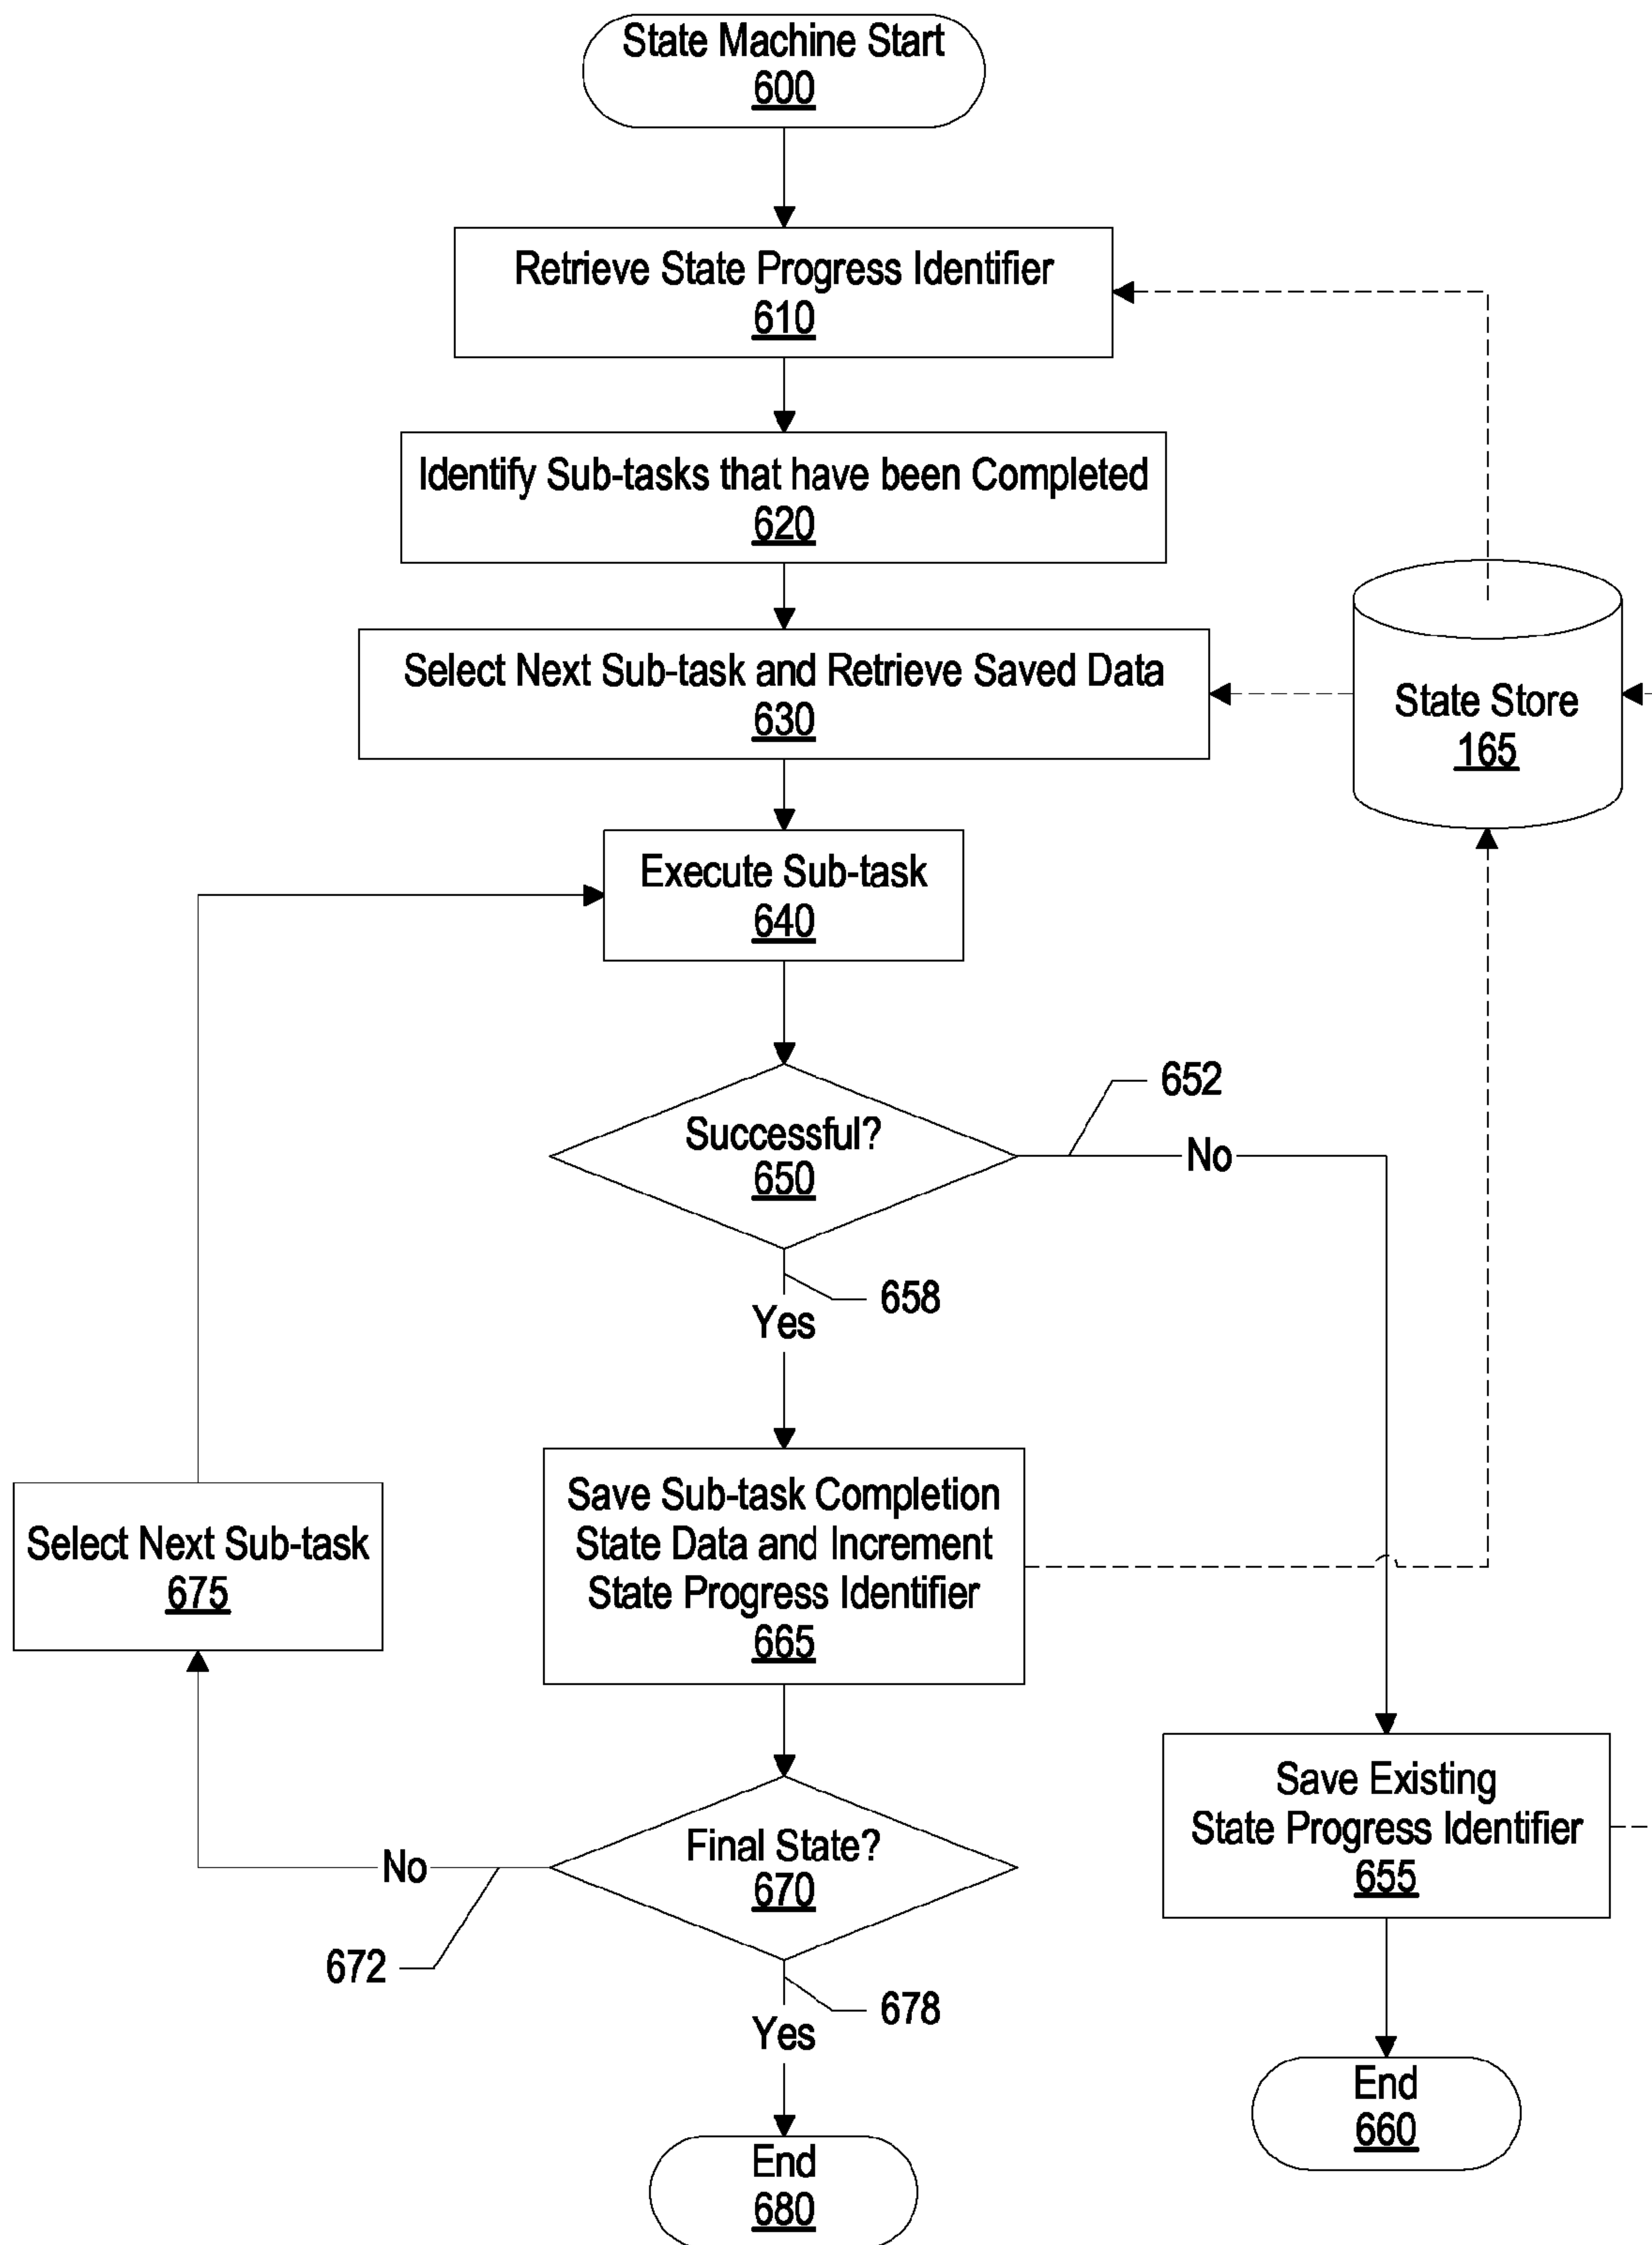 State Machine Start
600
Retrieve State Progress Identifier
610
Identify Sub-tasks that have been Completed
620
Select Next Sub-task and Retrieve Saved Data
630
State Store
165
Execute Sub-task
640
652
Successful?
650
No
658
Yes
Save Sub-task Completion
State Data and Increment
State Progress Identifier
665
Select Next Sub-task
675
Save Existing
State Progress Identifier
655
Final State?
670
No
672
678
Yes
End
660
End
680